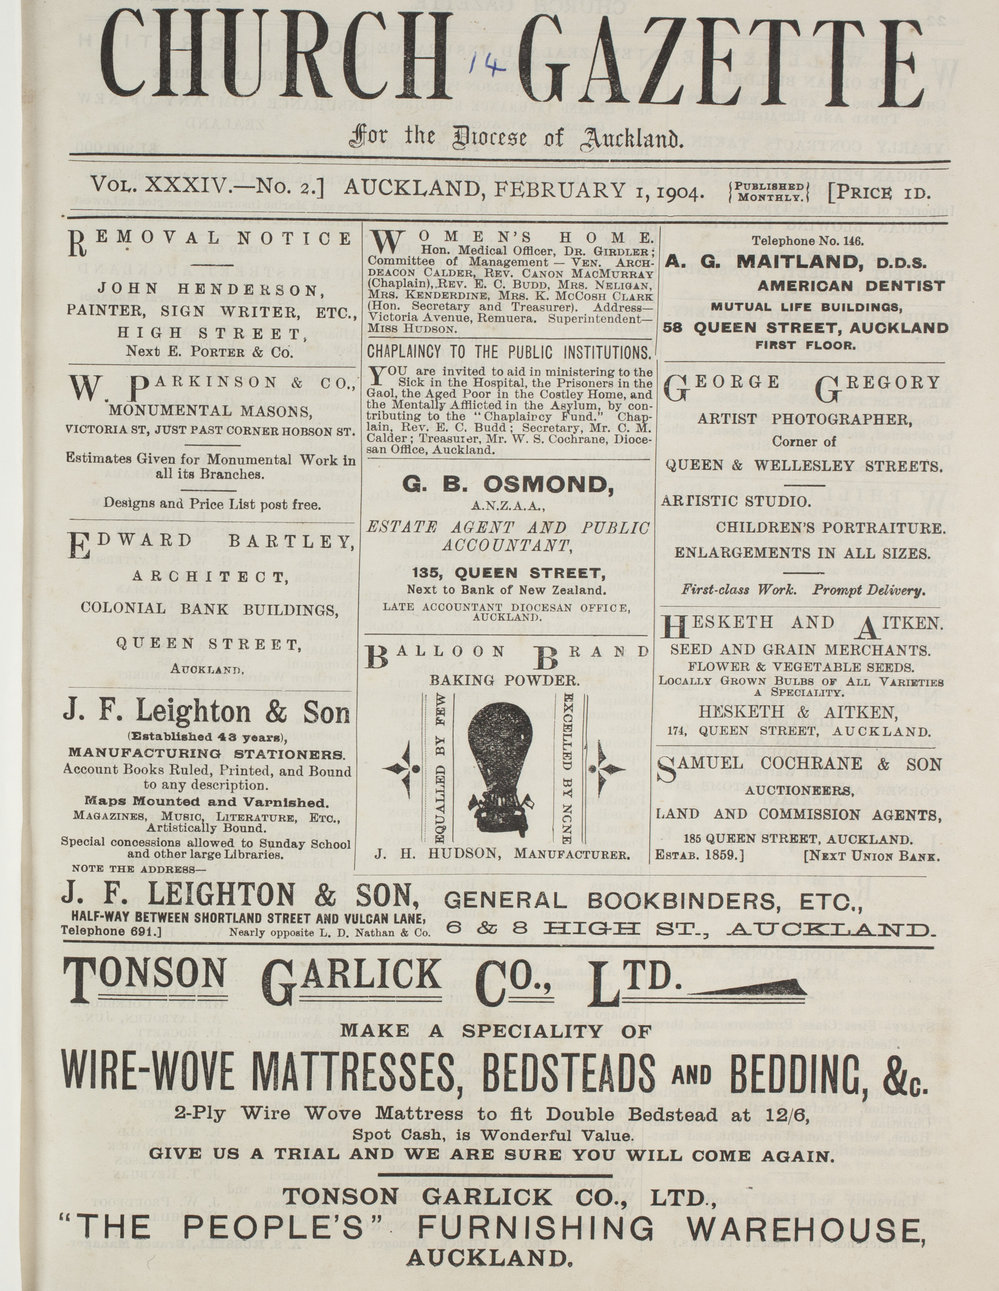 CHURCH GAZETTE
14
For the Diocese of Auckland.
VOL. XXXIV.—No. 2.] AUCKLAND, FEBRUARY 1, 1904. {PUBLISHED MONTHLY.} [PRICE 1D.
REMOVAL NOTICE
JOHN HENDERSON,
PAINTER, SIGN WRITER, ETC.,
HIGH STREET,
Next E. PORTER & Co.
W. PARKINSON & CO.,
MONUMENTAL MASONS,
VICTORIA ST, JUST PAST CORNER HOBSON ST.
Estimates Given for Monumental Work in
all its Branches.
Designs and Price List post free.
EDWARD BARTLEY,
ARCHITECT,
COLONIAL BANK BUILDINGS,
QUEEN STREET,
AUCKLAND.
J. F. Leighton & Son
(Established 43 years),
MANUFACTURING STATIONERS.
Account Books Ruled, Printed, and Bound
to any description.
Maps Mounted and Varnished.
MAGAZINES, MUSIC, LITERATURE, ETC.,
Artistically Bound.
Special concessions allowed to Sunday School
and other large Libraries.
NOTE THE ADDRESS—
WOMEN'S HOME.
Hon. Medical Officer, DR. GIRDLER;
Committee of Management — VEN. ARCH-
DEACON CALDER, REV. CANON MACMURRAY
(Chaplain), REV. E. C. BUDD, MRS. NELIGAN,
MRS. KENDERDINE, MRS. K. MCCOSH CLARK
(Hon. Secretary and Treasurer). Address—
Victoria Avenue, Remuera. Superintendent—
MISS HUDSON.
CHAPLAINCY TO THE PUBLIC INSTITUTIONS.
YOU are invited to aid in ministering to the
Sick in the Hospital, the Prisoners in the
Gaol, the Aged Poor in the Costley Home, and
the Mentally Afflicted in the Asylum, by con-
tributing to the "Chaplaincy Fund." Chap-
lain, Rev. E. C. Budd; Secretary, Mr. C. M.
Calder; Treasurer, Mr. W. S. Cochrane, Dioce-
san Office, Auckland.
G. B. OSMOND,
A.N.Z.A.A.,
ESTATE AGENT AND PUBLIC
ACCOUNTANT,
135, QUEEN STREET,
Next to Bank of New Zealand.
LATE ACCOUNTANT DIOCESAN OFFICE,
AUCKLAND.
BALLOON BRAND
BAKING POWDER.
EQUALLED BY FEW
EXCELLED BY NONE
J. H. HUDSON, MANUFACTURER.
Telephone No. 146.
A. G. MAITLAND, D.D.S.
AMERICAN DENTIST
MUTUAL LIFE BUILDINGS,
58 QUEEN STREET, AUCKLAND
FIRST FLOOR.
GEORGE GREGORY
ARTIST PHOTOGRAPHER,
Corner of
QUEEN & WELLESLEY STREETS.
ARTISTIC STUDIO.
CHILDREN'S PORTRAITURE.
ENLARGEMENTS IN ALL SIZES.
First-class Work. Prompt Delivery.
HESKETH AND AITKEN.
SEED AND GRAIN MERCHANTS.
FLOWER & VEGETABLE SEEDS.
LOCALLY GROWN BULBS OF ALL VARIETIES
A SPECIALITY.
HESKETH & AITKEN,
174, QUEEN STREET, AUCKLAND.
SAMUEL COCHRANE & SON
AUCTIONEERS,
LAND AND COMMISSION AGENTS,
185 QUEEN STREET, AUCKLAND.
ESTAB. 1859.] [NEXT UNION BANK.
J. F. LEIGHTON & SON, GENERAL BOOKBINDERS, ETC.,
HALF-WAY BETWEEN SHORTLAND STREET AND VULCAN LANE,
Telephone 691.] Nearly opposite L. D. Nathan & Co. 6 & 8 HIGH ST., AUCKLAND.
TONSON GARLICK CO., LTD.
MAKE A SPECIALITY OF
WIRE-WOVE MATTRESSES, BEDSTEADS AND BEDDING, &c.
2-Ply Wire Wove Mattress to fit Double Bedstead at 12/6,
Spot Cash, is Wonderful Value.
GIVE US A TRIAL AND WE ARE SURE YOU WILL COME AGAIN.
TONSON GARLICK CO., LTD.,
"THE PEOPLE'S" FURNISHING WAREHOUSE,
AUCKLAND.